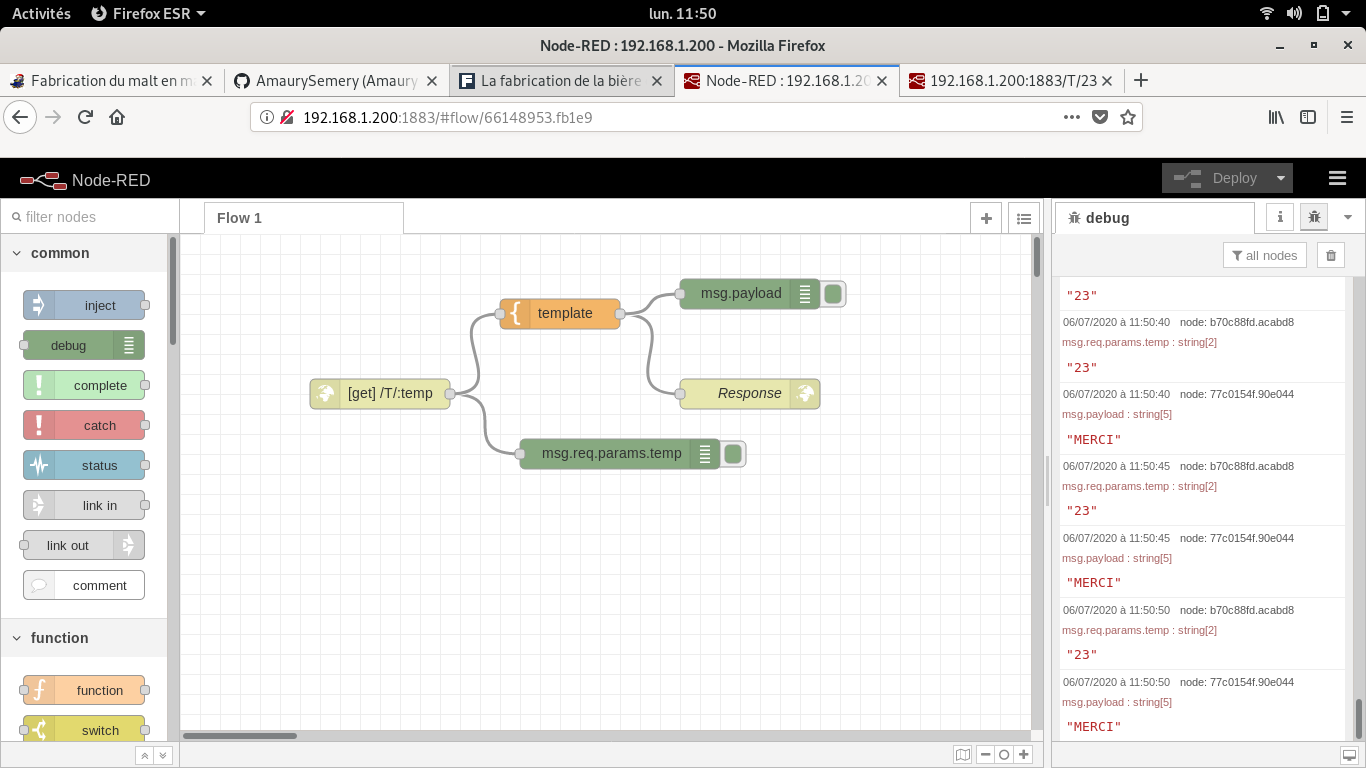 Activités
Firefox ESR
lun. 11:50
Node-RED : 192.168.1.200 - Mozilla Firefox
Fabrication du malt en m
AmaurySemery (Amaury
La fabrication de la bière
Node-RED : 192.168.1.20
192.168.1.200:1883/T/23
192.168.1.200:1883/#flow/66148953.fb1e9
Node-RED
Deploy
filter nodes
common
inject
debug
complete
catch
status
link in
link out
comment
function
function
switch
Flow 1
[get] /T/:temp
template
msg.payload
Response
msg.req.params.temp
debug
i
all nodes
"23"
06/07/2020 à 11:50:40 node: b70c88fd.acabd8
msg.req.params.temp : string[2]
"23"
06/07/2020 à 11:50:40 node: 77c0154f.90e044
msg.payload : string[5]
"MERCI"
06/07/2020 à 11:50:45 node: b70c88fd.acabd8
msg.req.params.temp : string[2]
"23"
06/07/2020 à 11:50:45 node: 77c0154f.90e044
msg.payload : string[5]
"MERCI"
06/07/2020 à 11:50:50 node: b70c88fd.acabd8
msg.req.params.temp : string[2]
"23"
06/07/2020 à 11:50:50 node: 77c0154f.90e044
msg.payload : string[5]
"MERCI"